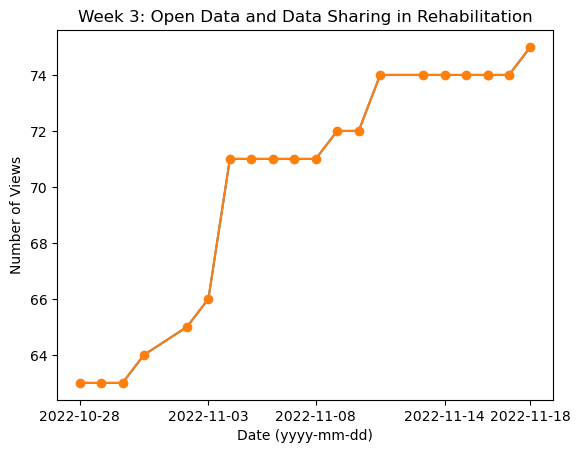 Week 3: Open Data and Data Sharing in Rehabilitation
74
72
70
68
66
64
Number of Views
2022-10-28 2022-11-03 2022-11-08 2022-11-14 2022-11-18
Date (yyyy-mm-dd)